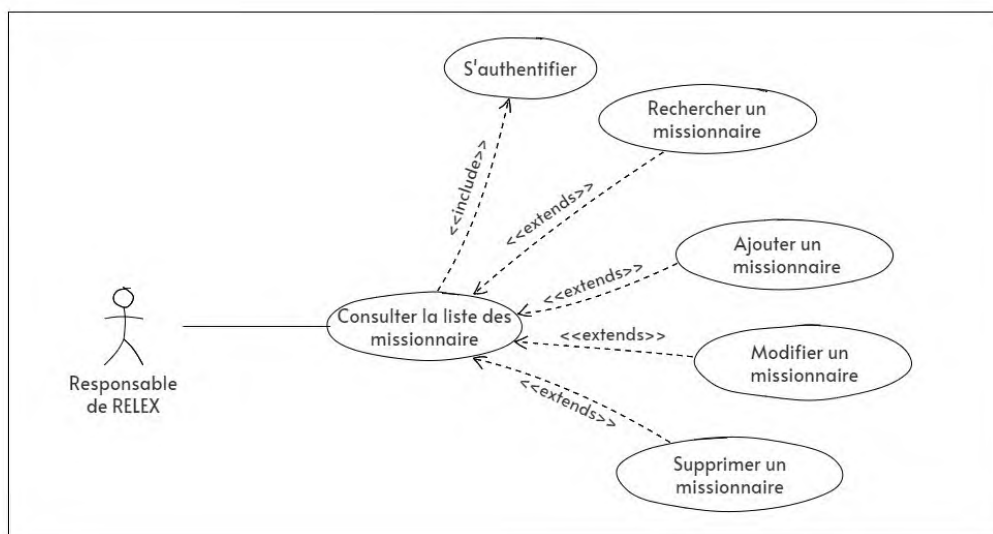 S'authentifier
Rechercher un
missionnaire
<<include>>
<<extends>>
Ajouter un
missionnaire
<<extends>>
Consulter la liste des
missionnaire
<<extends>>
Modifier un
missionnaire
Responsable
de RELEX
<<extends>>
Supprimer un
missionnaire